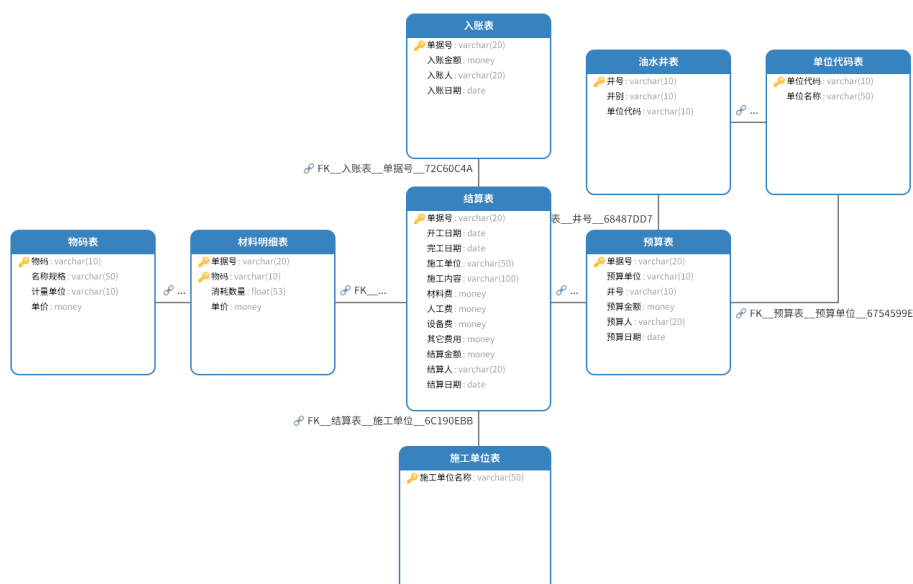 入账表
单据号 : varchar(20)
入账金额 : money
入账人 : varchar(20)
入账日期 : date
油水井表
井号 : varchar(10)
井别 : varchar(10)
单位代码 : varchar(10)
单位代码表
单位代码 : varchar(10)
单位名称 : varchar(50)
...
FK__入账表__单据号__72C60C4A
结算表
单据号 : varchar(20)
开工日期 : date
完工日期 : date
施工单位 : varchar(50)
施工内容 : varchar(100)
材料费 : money
人工费 : money
设备费 : money
其它费用 : money
结算金额 : money
结算人 : varchar(20)
结算日期 : date
表__井号__68487DD7
物码表
物码 : varchar(10)
名称规格 : varchar(50)
计量单位 : varchar(10)
单价 : money
...
材料明细表
单据号 : varchar(20)
物码 : varchar(10)
消耗数量 : float(53)
单价 : money
FK__...
...
预算表
单据号 : varchar(20)
预算单位 : varchar(10)
井号 : varchar(10)
预算金额 : money
预算人 : varchar(20)
预算日期 : date
FK__预算表__预算单位__6754599E
FK__结算表__施工单位__6C190EBB
施工单位表
施工单位名称 : varchar(50)